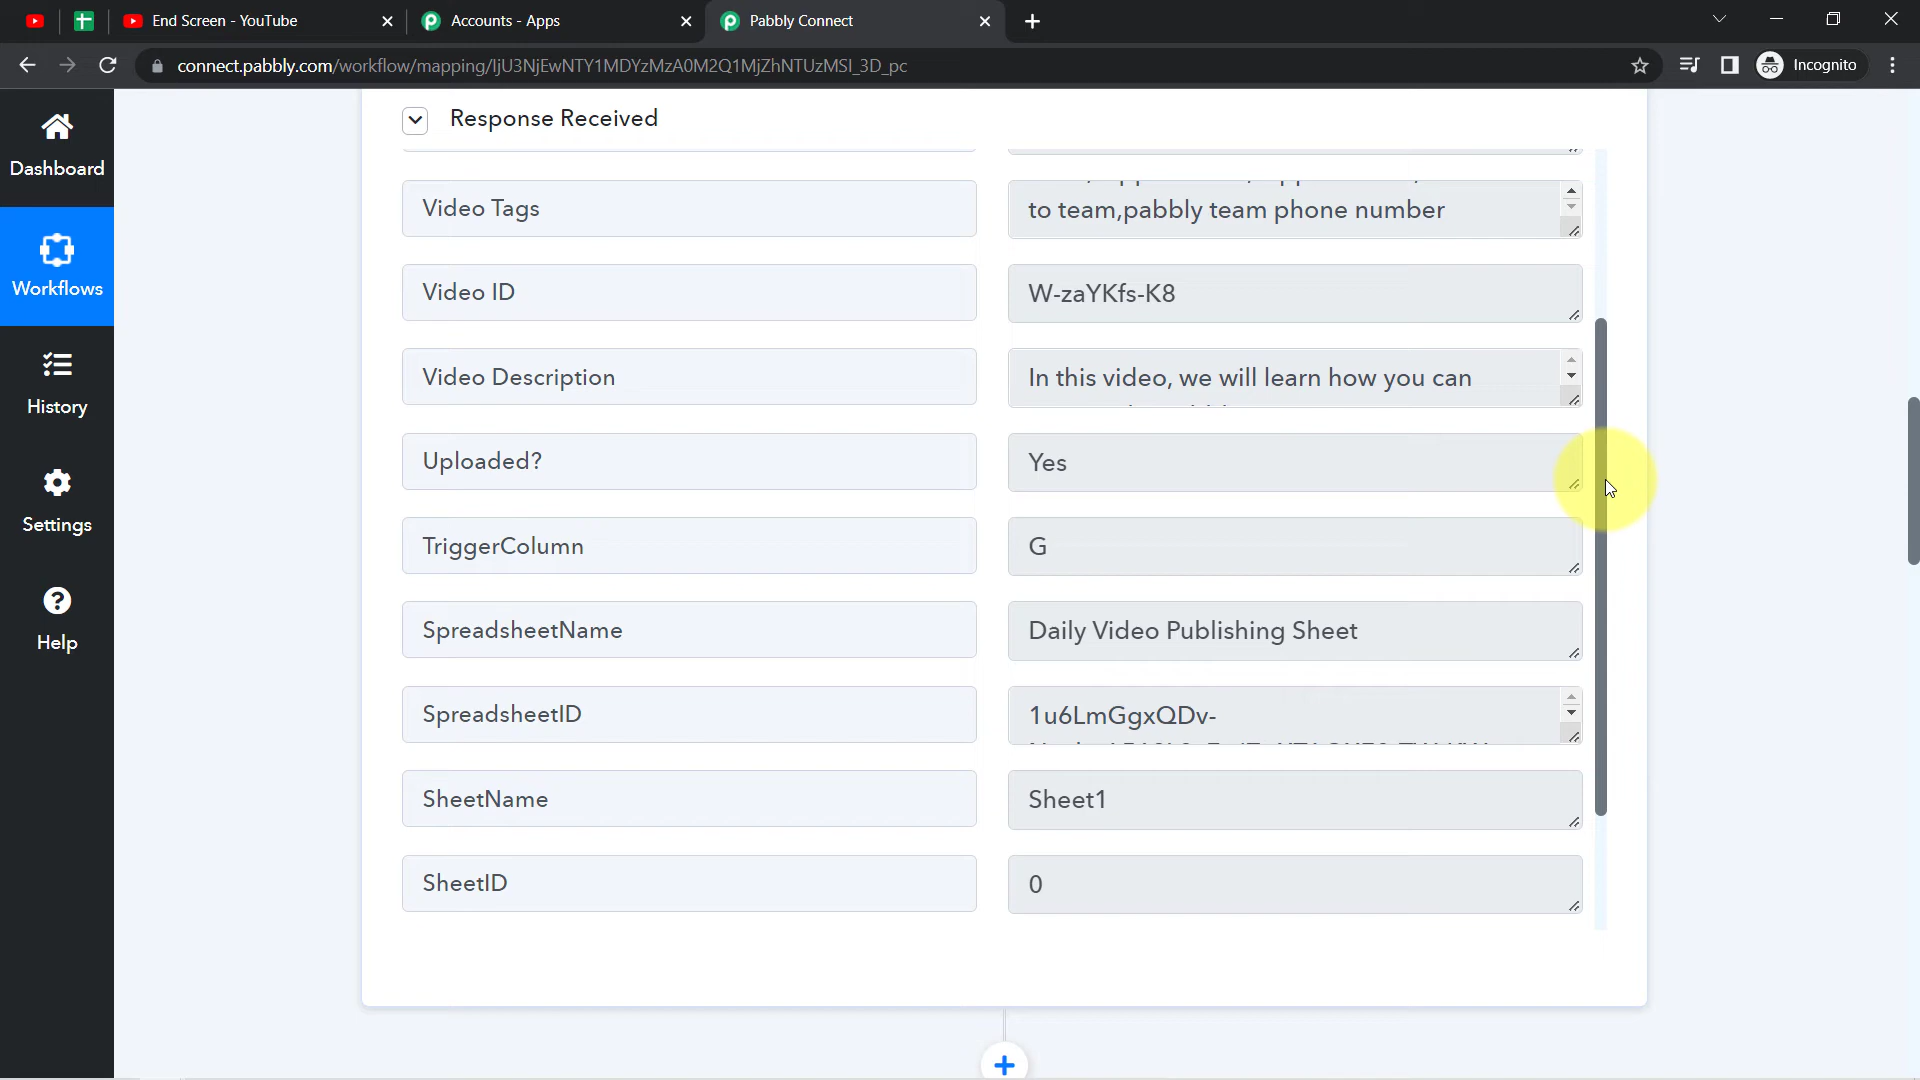 End Screen - YouTube
Accounts - Apps
Pabbly Connect
connect.pabbly.com/workflow/mapping/IjU3NjEwNTY1MDYzMzA0M2Q1MjZhNTUzMSI_3D_pc
Incognito
Dashboard
Workflows
History
Settings
Help
Response Received
Video Tags
to team,pabbly team phone number
Video ID
W-zaYKfs-K8
Video Description
In this video, we will learn how you can
Uploaded?
Yes
TriggerColumn
G
SpreadsheetName
Daily Video Publishing Sheet
SpreadsheetID
1u6LmGgxQDv-
SheetName
Sheet1
SheetID
0